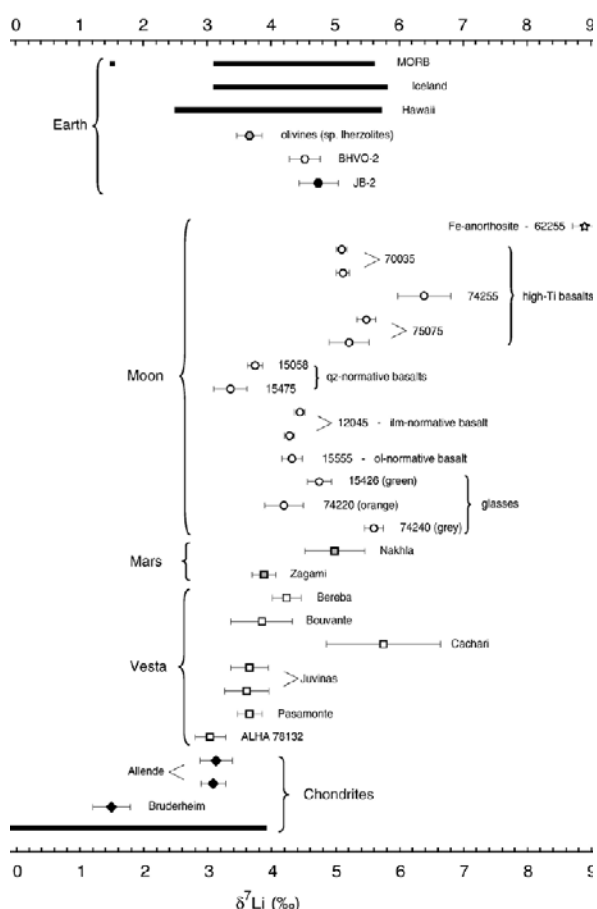 0 1 2 3 4 5 6 7 8 9
MORB
Iceland
Hawaii
Earth
olivines (sp. lherzolites)
BHVO-2
JB-2
Fe-anorthosite - 62255
70035
74255
high-Ti basalts
75075
15058
Moon
qz-normative basalts
15475
12045 - ilm-normative basalt
15555 - ol-normative basalt
15426 (green)
74220 (orange)
glasses
74240 (grey)
Nakhla
Mars
Zagami
Bereba
Bouvante
Cachari
Vesta
Juvinas
Pasamonte
ALHA 78132
Allende
Chondrites
Bruderheim
0 1 2 3 4 5 6 7 8 9
δ⁷Li (‰)